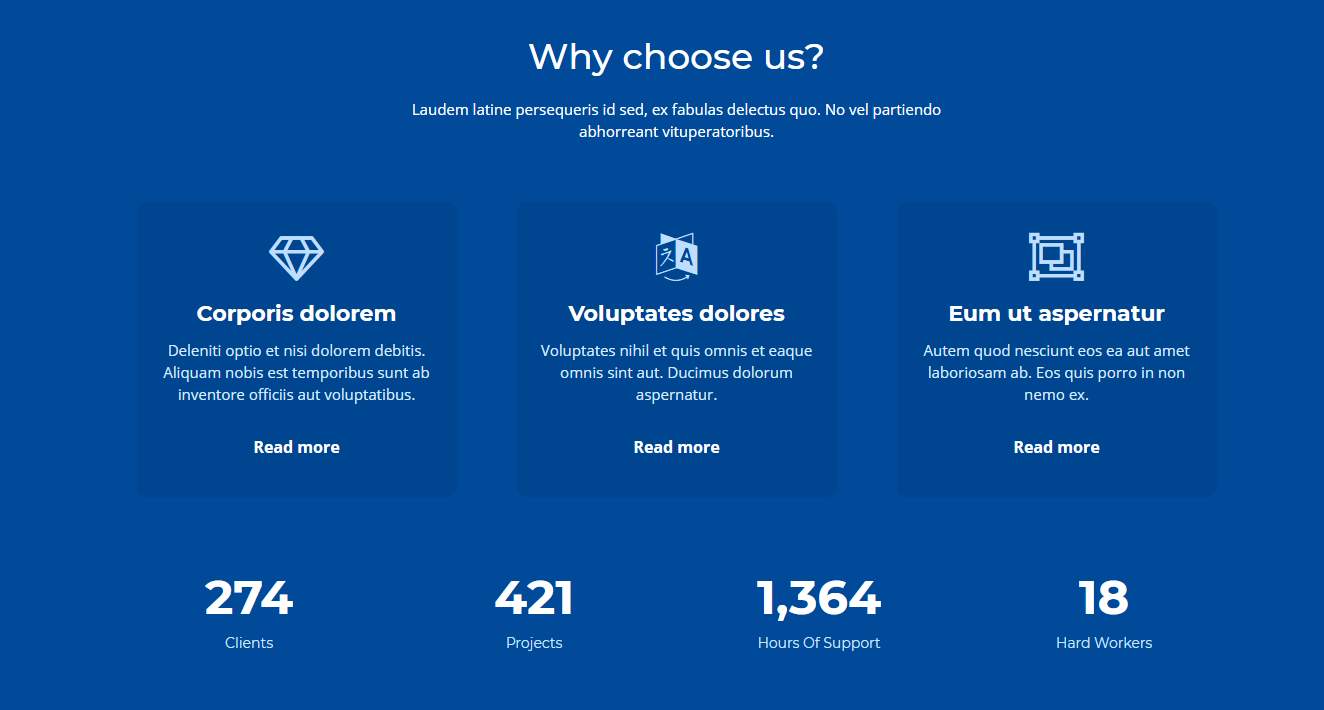 Why choose us?
Laudem latine persequeris id sed, ex fabulas delectus quo. No vel partiendo
abhorreant vituperatoribus.
A
Corporis dolorem
Deleniti optio et nisi dolorem debitis.
Aliquam nobis est temporibus sunt ab
inventore officiis aut voluptatibus.
Read more
Voluptates dolores
Voluptates nihil et quis omnis et eaque
omnis sint aut. Ducimus dolorum
aspernatur.
Read more
Eum ut aspernatur
Autem quod nesciunt eos ea aut amet
laboriosam ab. Eos quis porro in non
nemo ex.
Read more
274
Clients
421
Projects
1,364
Hours Of Support
18
Hard Workers